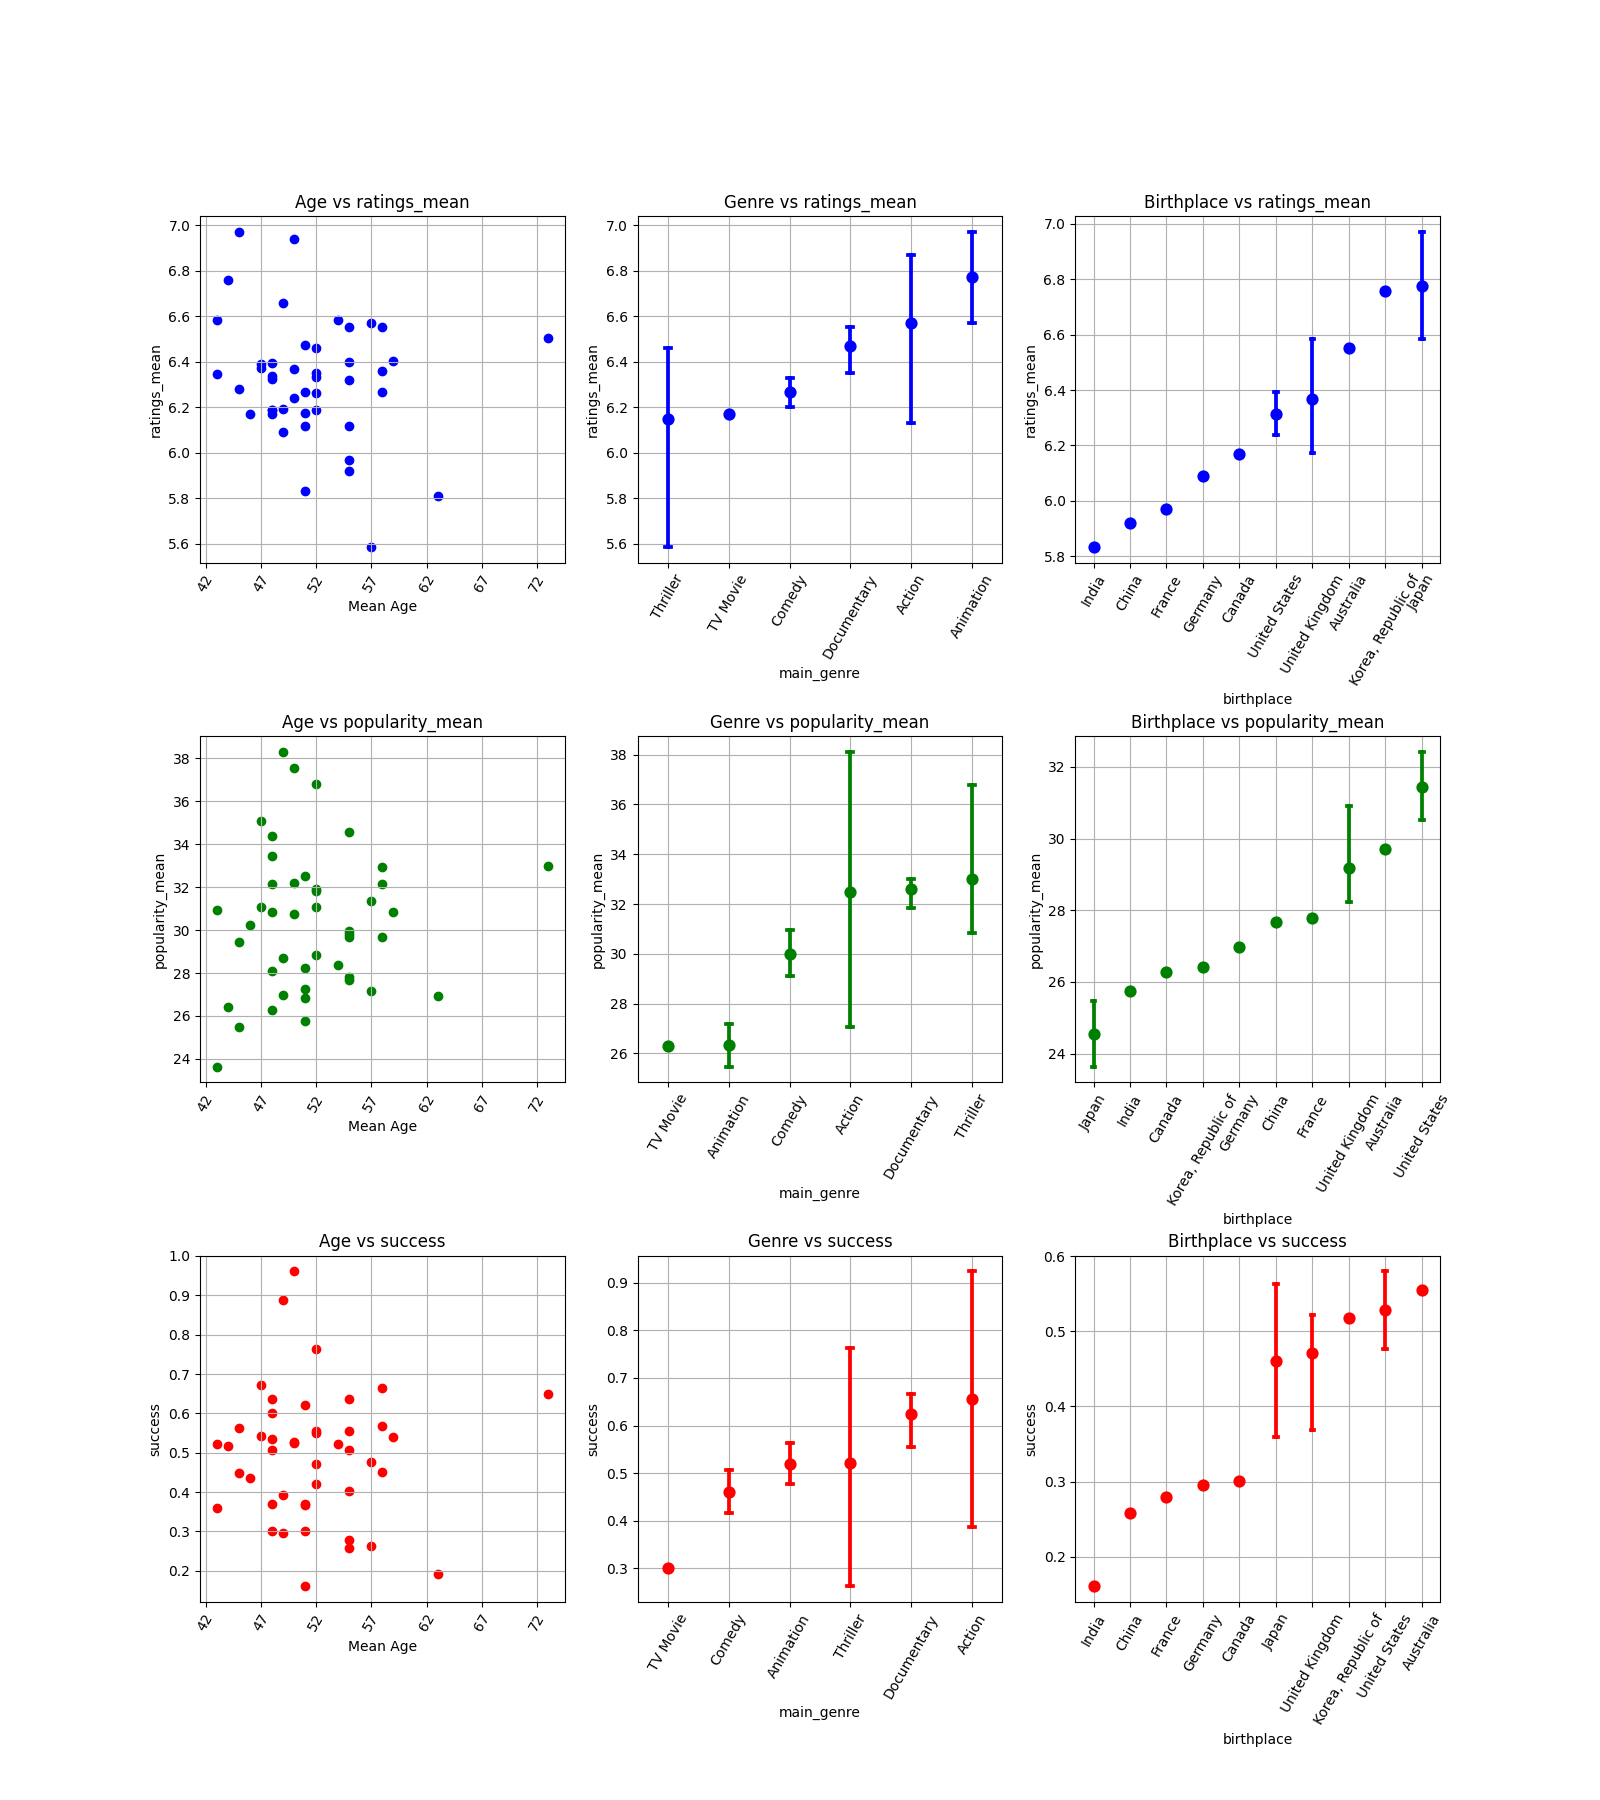 Age vs ratings_mean
ratings_mean
7.0
6.8
6.6
6.4
6.2
6.0
5.8
5.6
42 47 52 57 62 67 72
Mean Age
Genre vs ratings_mean
ratings_mean
7.0
6.8
6.6
6.4
6.2
6.0
5.8
5.6
Thriller TV Movie Comedy Documentary Action Animation
main_genre
Birthplace vs ratings_mean
ratings_mean
7.0
6.8
6.6
6.4
6.2
6.0
5.8
India China France Germany Canada United States United Kingdom Australia Korea, Republic of Japan
birthplace
Age vs popularity_mean
popularity_mean
38
36
34
32
30
28
26
24
42 47 52 57 62 67 72
Mean Age
Genre vs popularity_mean
popularity_mean
38
36
34
32
30
28
26
TV Movie Animation Comedy Action Documentary Thriller
main_genre
Birthplace vs popularity_mean
popularity_mean
32
30
28
26
24
Japan India Canada Korea, Republic of Germany China France United Kingdom Australia United States
birthplace
Age vs success
success
1.0
0.9
0.8
0.7
0.6
0.5
0.4
0.3
0.2
42 47 52 57 62 67 72
Mean Age
Genre vs success
success
0.9
0.8
0.7
0.6
0.5
0.4
0.3
TV Movie Comedy Animation Thriller Documentary Action
main_genre
Birthplace vs success
success
0.6
0.5
0.4
0.3
0.2
India China France Germany Canada Japan United Kingdom Korea, Republic of United States Australia
birthplace